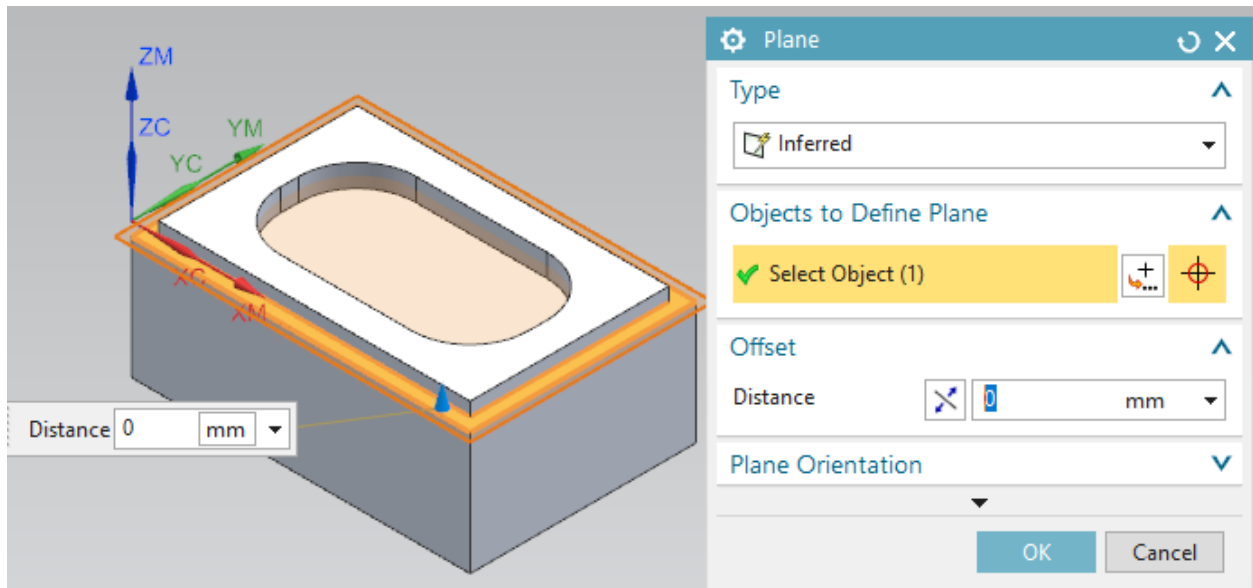 ZM
ZC
YM
YC
XC
XM
Distance 0 mm
Plane
Type
Inferred
Objects to Define Plane
Select Object (1)
Offset
Distance 0 mm
Plane Orientation
OK Cancel